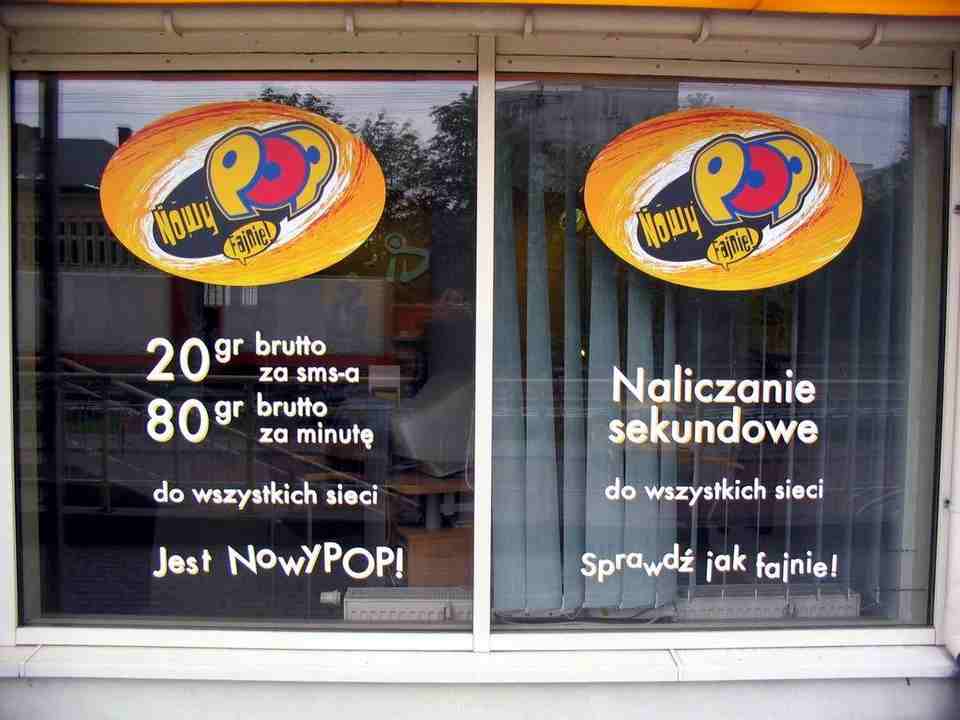 Nowy
POP
Fajnie!
20 gr brutto
za sms-a
80 gr brutto
za minutę
do wszystkich sieci
Jest NowyPOP!
Nowy
POP
Fajnie!
Naliczanie
sekundowe
do wszystkich sieci
Sprawdź jak fajnie!